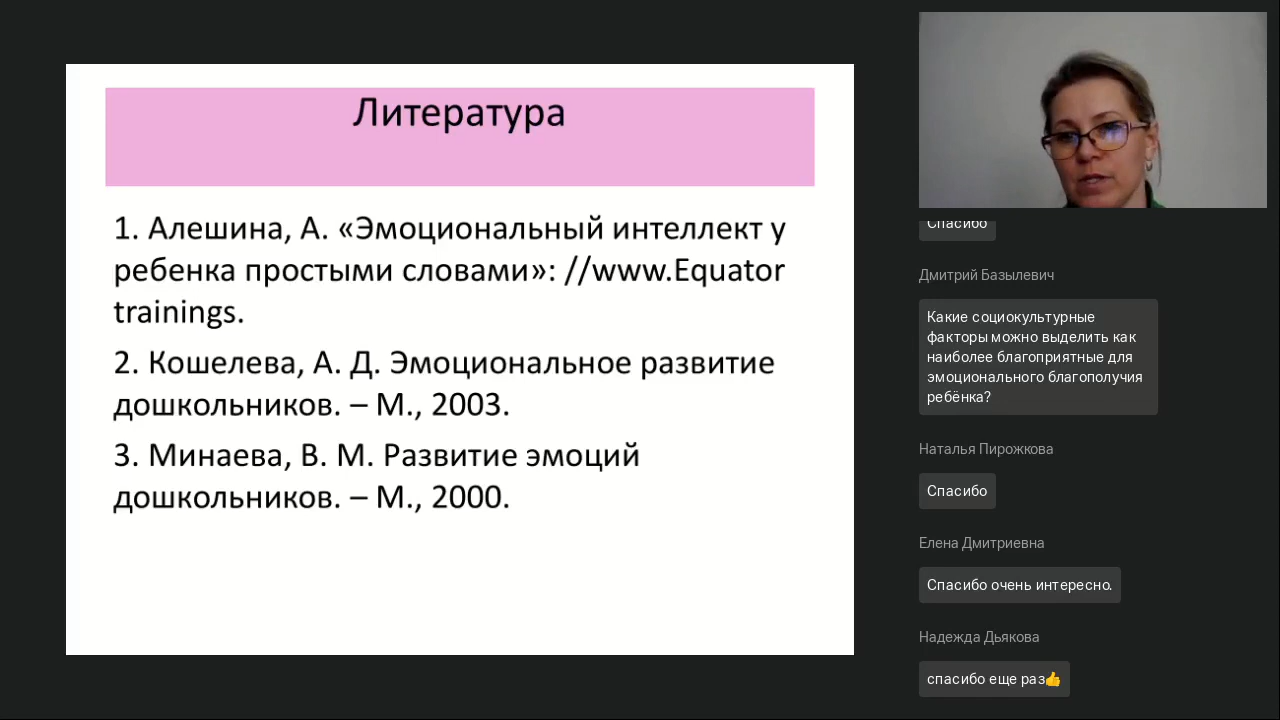 Литература
1. Алешина, А. «Эмоциональный интеллект у
ребенка простыми словами»: //www.Equator
trainings.
2. Кошелева, А. Д. Эмоциональное развитие
дошкольников. – М., 2003.
3. Минаева, В. М. Развитие эмоций
дошкольников. – М., 2000.
Спасибо
Дмитрий Базылевич
Какие социокультурные
факторы можно выделить как
наиболее благоприятные для
эмоционального благополучия
ребёнка?
Наталья Пирожкова
Спасибо
Елена Дмитриевна
Спасибо очень интересно.
Надежда Дьякова
спасибо еще раз👍